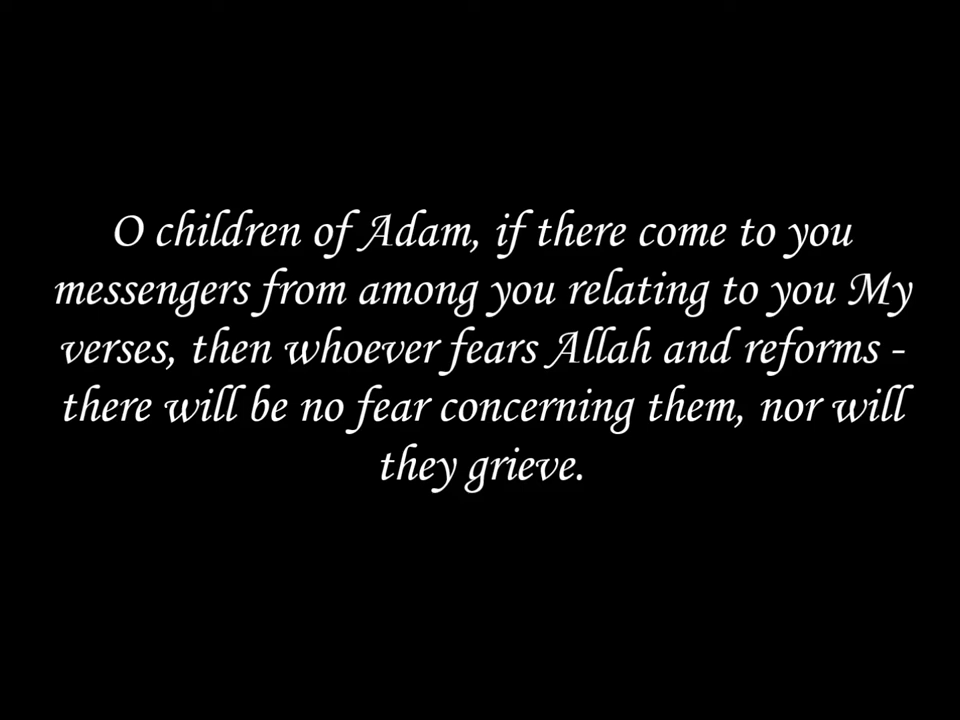 O children of Adam, if there come to you
messengers from among you relating to you My
verses, then whoever fears Allah and reforms -
there will be no fear concerning them, nor will
they grieve.